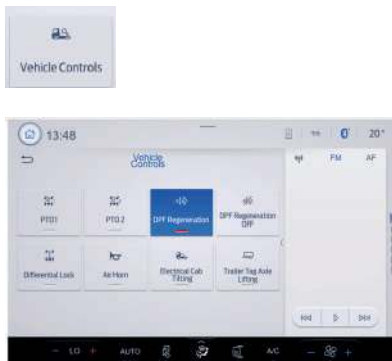 Vehicle Controls
13:48
20°
Vehicle
Controls
FM
AF
PTO1
PTO 2
DPF Regeneration
DPF Regeneration
OFF
Differential Lock
Air Horn
Electrical Cab
Tilting
Trailer Tag Axle
Lifting
- LO +
AUTO
A/C